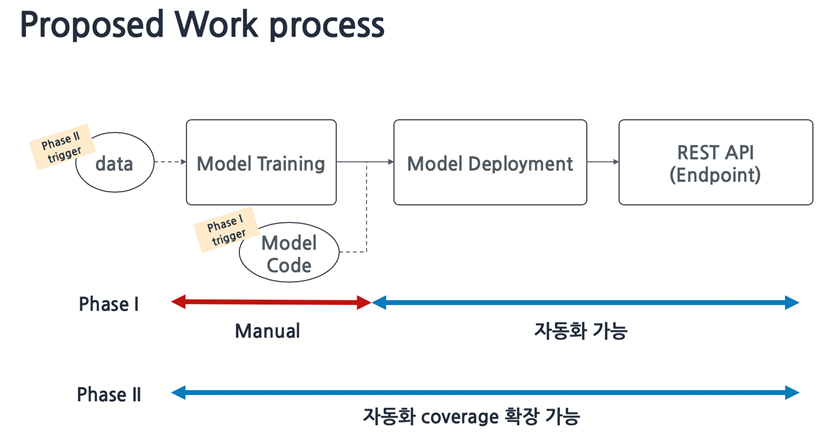 Proposed Work process
Phase II
trigger
data
Model Training
Model Deployment
REST API
(Endpoint)
Phase I
trigger
Model
Code
Phase I
Manual
자동화 가능
Phase II
자동화 coverage 확장 가능